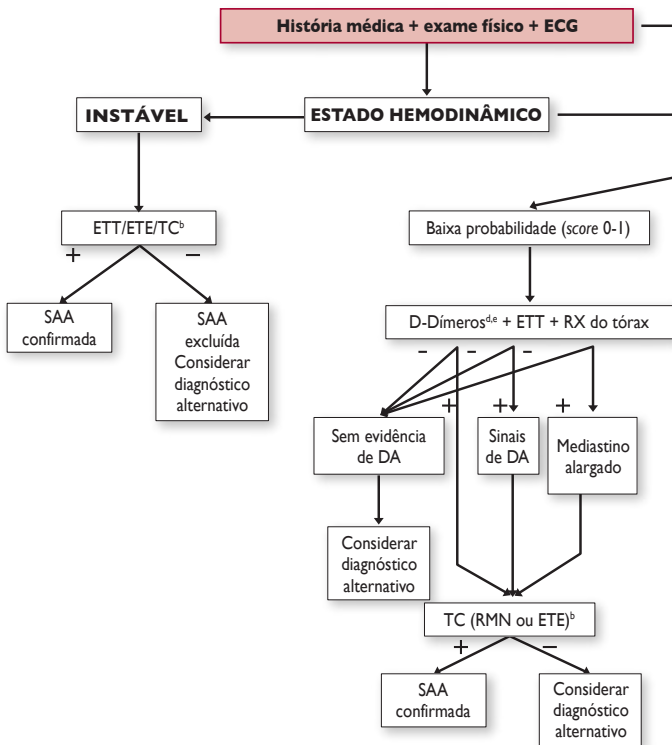 História médica + exame físico + ECG
INSTÁVEL
ESTADO HEMODINÂMICO
ETT/ETE/TCᵇ
Baixa probabilidade (score 0-1)
+
–
SAA
confirmada
SAA
excluída
Considerar
diagnóstico
alternativo
D-Dímerosᵈ,ᵉ + ETT + RX do tórax
- - -
+ + +
Sem evidência
de DA
Sinais
de DA
Mediastino
alargado
Considerar
diagnóstico
alternativo
TC (RMN ou ETE)ᵇ
+
–
SAA
confirmada
Considerar
diagnóstico
alternativo